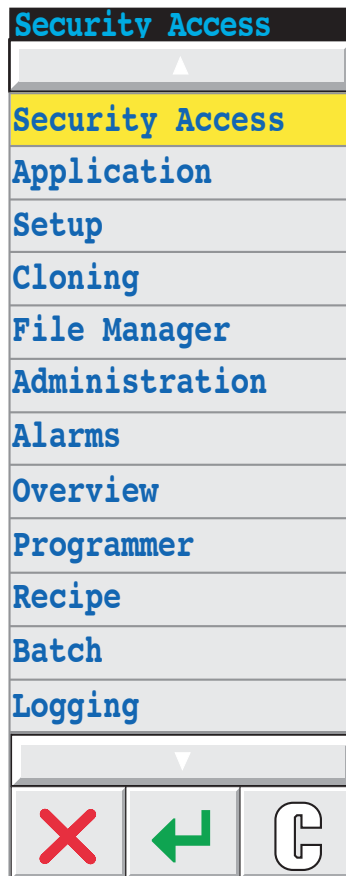 Security Access
Security Access
Application
Setup
Cloning
File Manager
Administration
Alarms
Overview
Programmer
Recipe
Batch
Logging
C